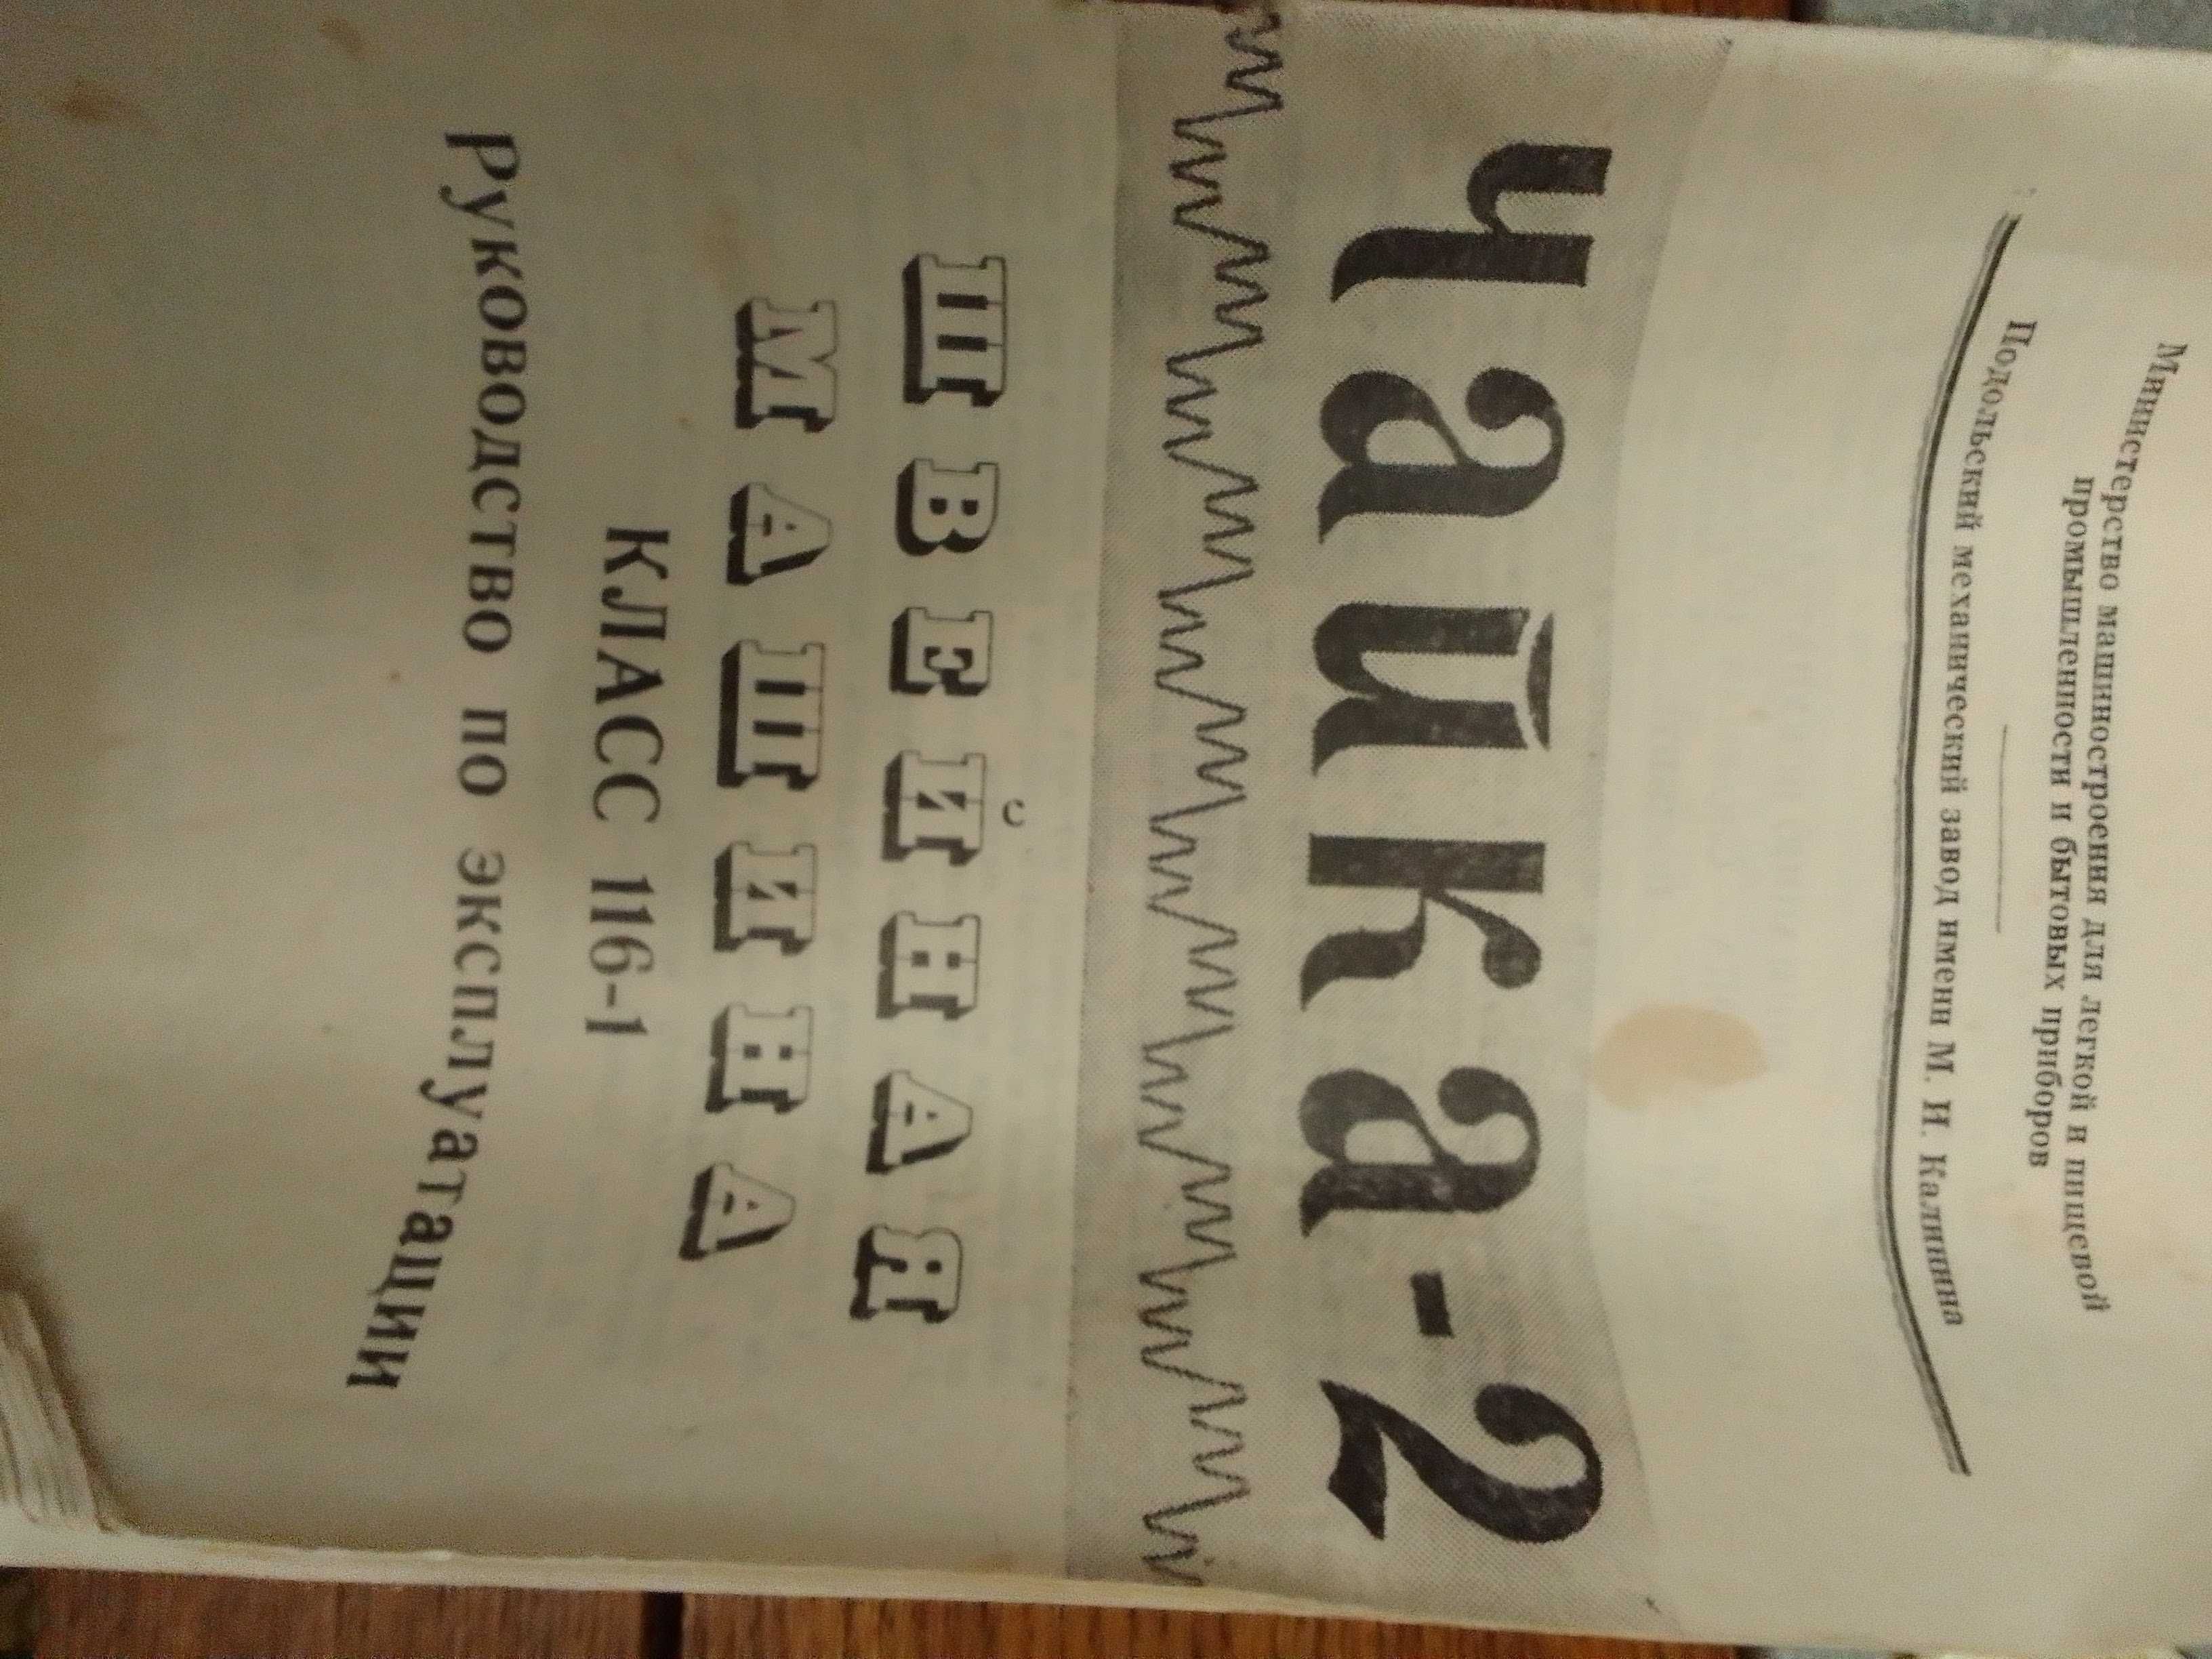 Министерство машиностроения для легкой и пищевой
промышленности и бытовых приборов
Подольский механический завод имени М. И. Калинина
Чайка-2
ШВЕЙНАЯ
МАШИНА
КЛАСС 116-1
Руководство по эксплуатации